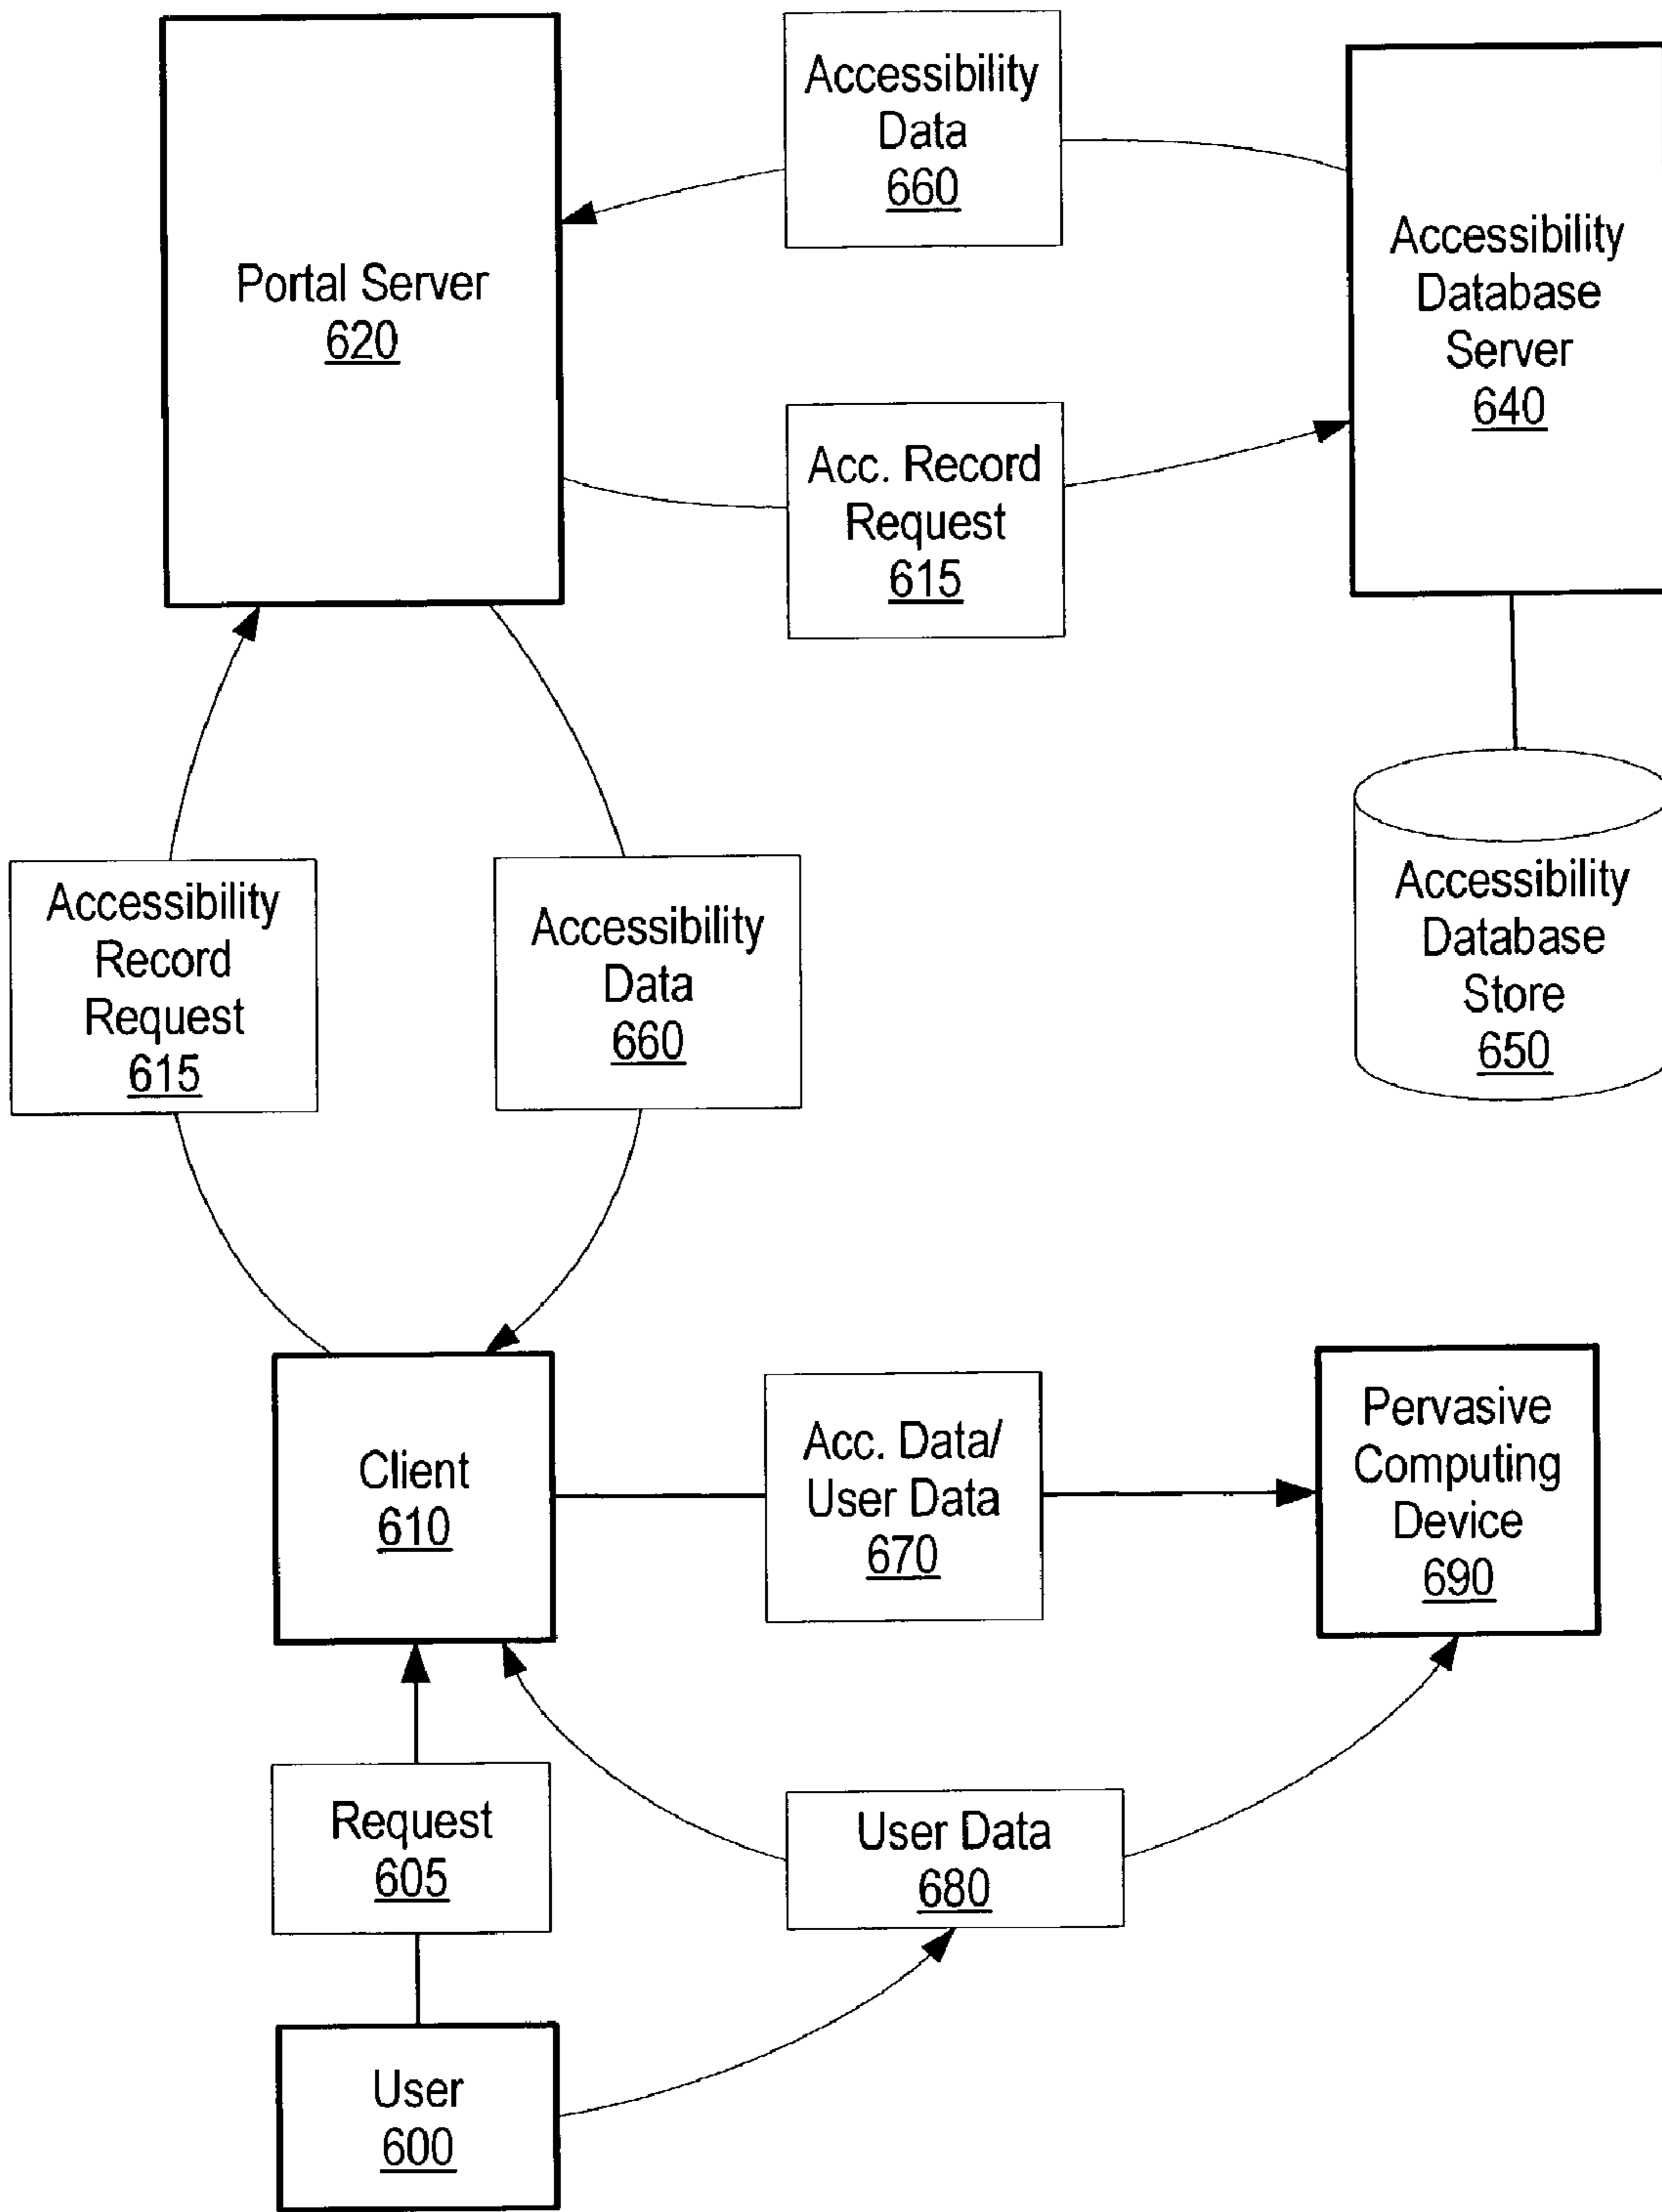 Accessibility
Data
660
Portal Server
620
Accessibility
Database
Server
640
Acc. Record
Request
615
Accessibility
Record
Request
615
Accessibility
Data
660
Accessibility
Database
Store
650
Client
610
Acc. Data/
User Data
670
Pervasive
Computing
Device
690
Request
605
User Data
680
User
600